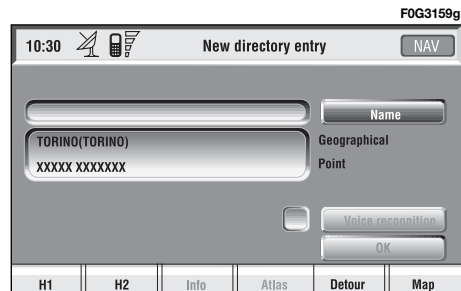 F0G3159g
10:30 New directory entry NAV
Name
TORINO(TORINO) Geographical
XXXXX XXXXXXX Point
Voice reconnition
OK
H1 H2 Info Atlas Detour Map